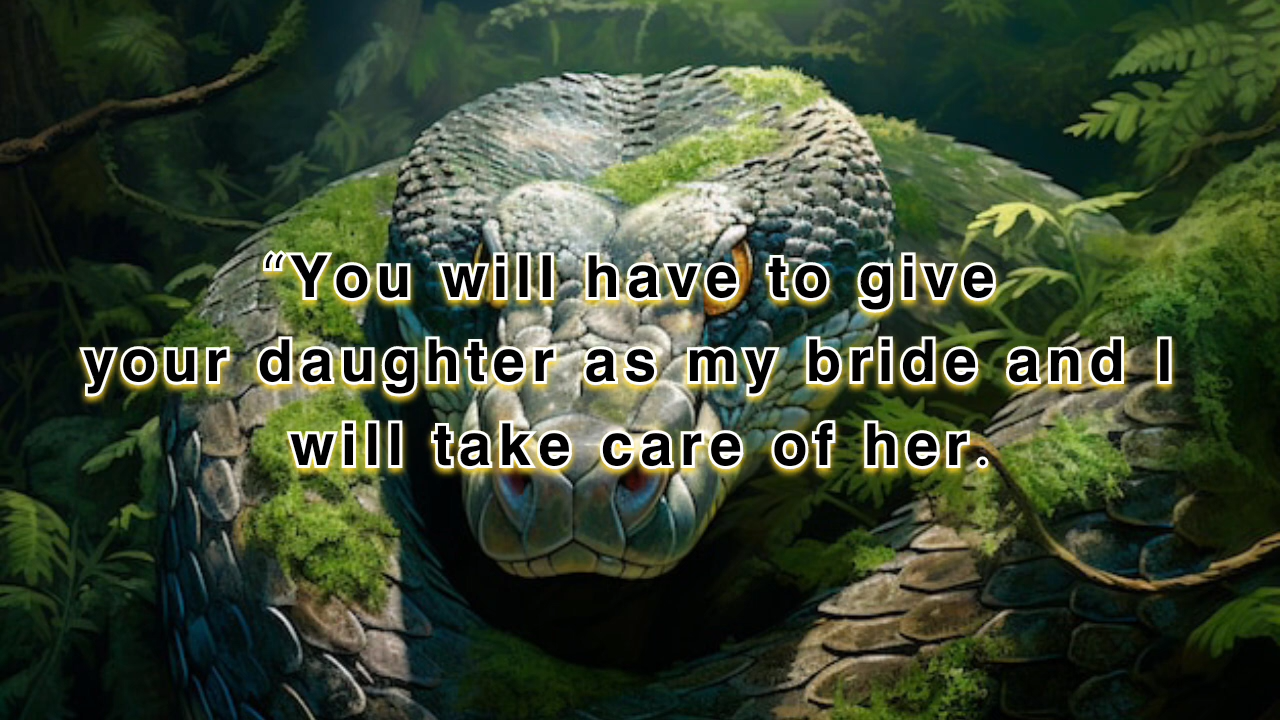 “You will have to give
your daughter as my bride and I
will take care of her.